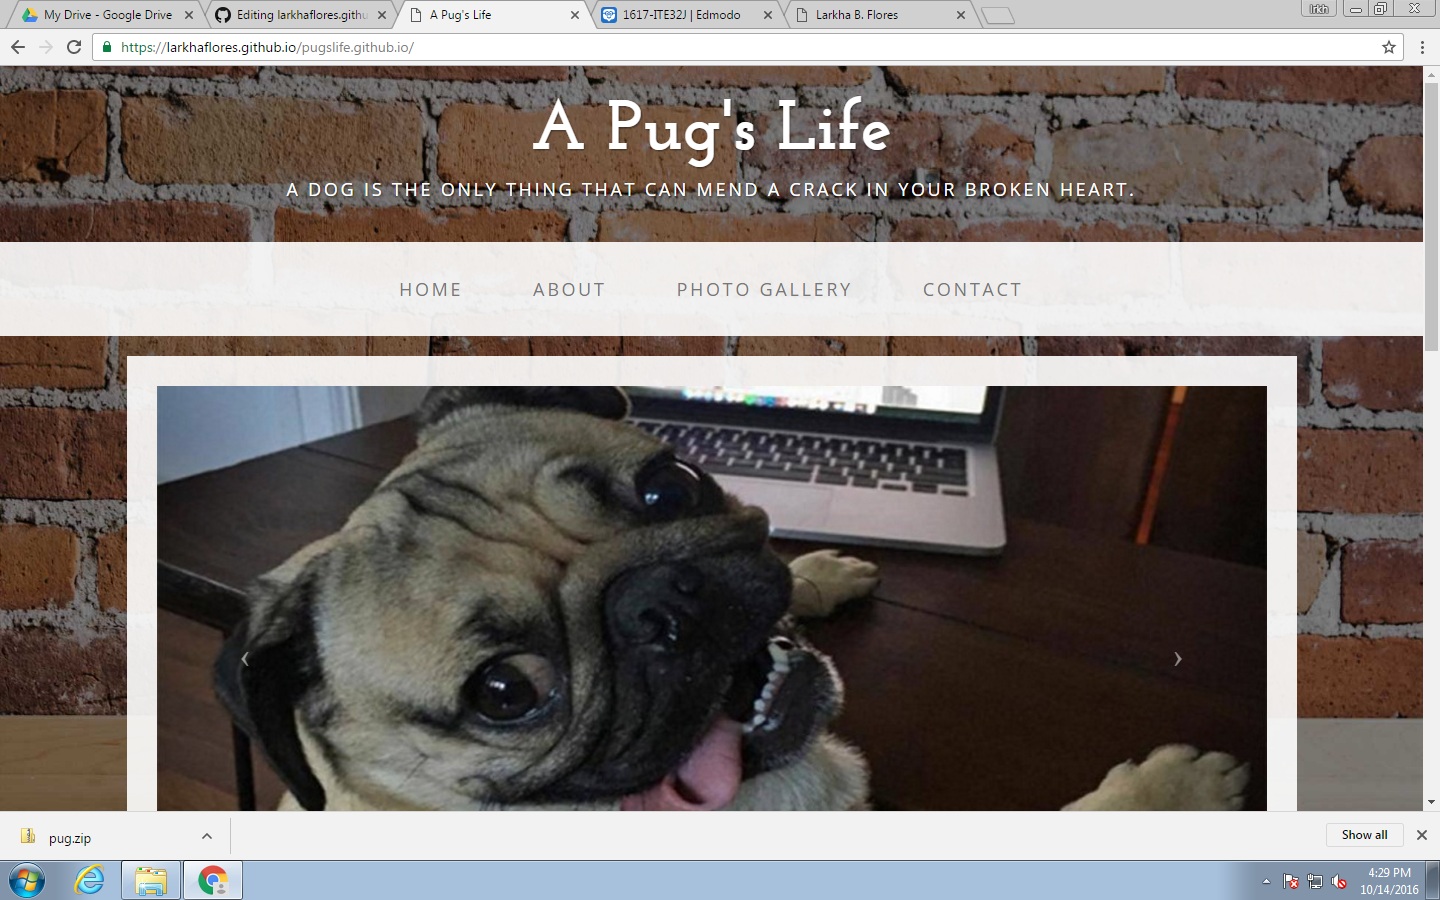 My Drive - Google Drive
Editing larkhaflores.githu
A Pug's Life
1617-ITE32J | Edmodo
Larkha B. Flores
lrkh
https://larkhaflores.github.io/pugslife.github.io/
A Pug's Life
A DOG IS THE ONLY THING THAT CAN MEND A CRACK IN YOUR BROKEN HEART.
HOME
ABOUT
PHOTO GALLERY
CONTACT
pug.zip
Show all
4:29 PM
10/14/2016